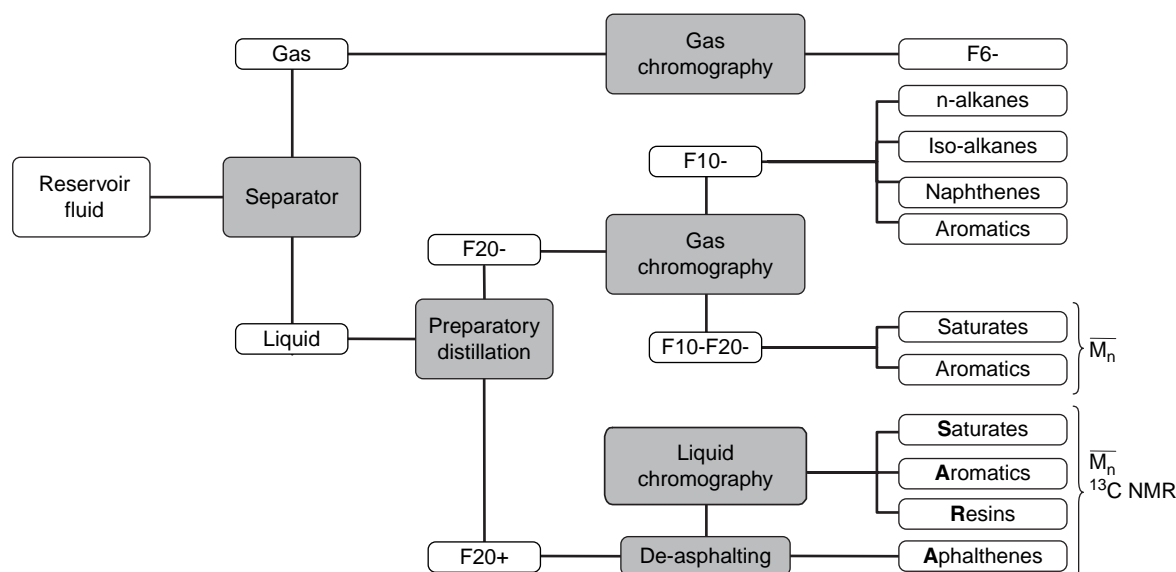 Gas
Gas
chromography
F6-
n-alkanes
Iso-alkanes
Naphthenes
Aromatics
F10-
Reservoir
fluid
Separator
F20-
Gas
chromography
Liquid
Preparatory
distillation
F10-F20-
Saturates
Aromatics
Mn
Liquid
chromography
Saturates
Aromatics
Resins
Mn
13C NMR
F20+
De-asphalting
Aphalthenes